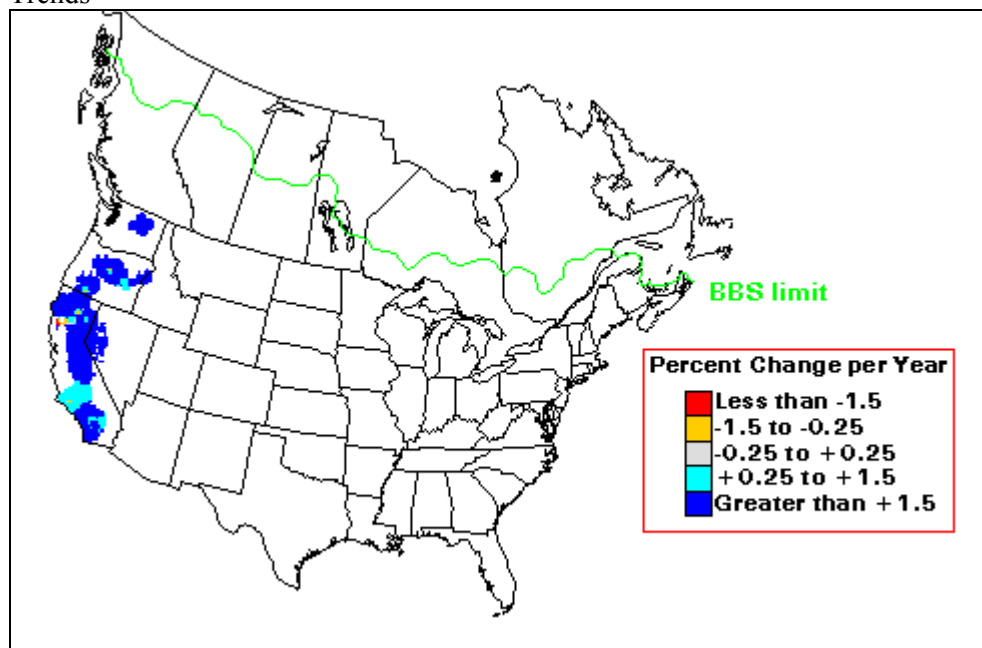 Trends
BBS limit
Percent Change per Year
Less than -1.5
-1.5 to -0.25
-0.25 to +0.25
+0.25 to +1.5
Greater than +1.5